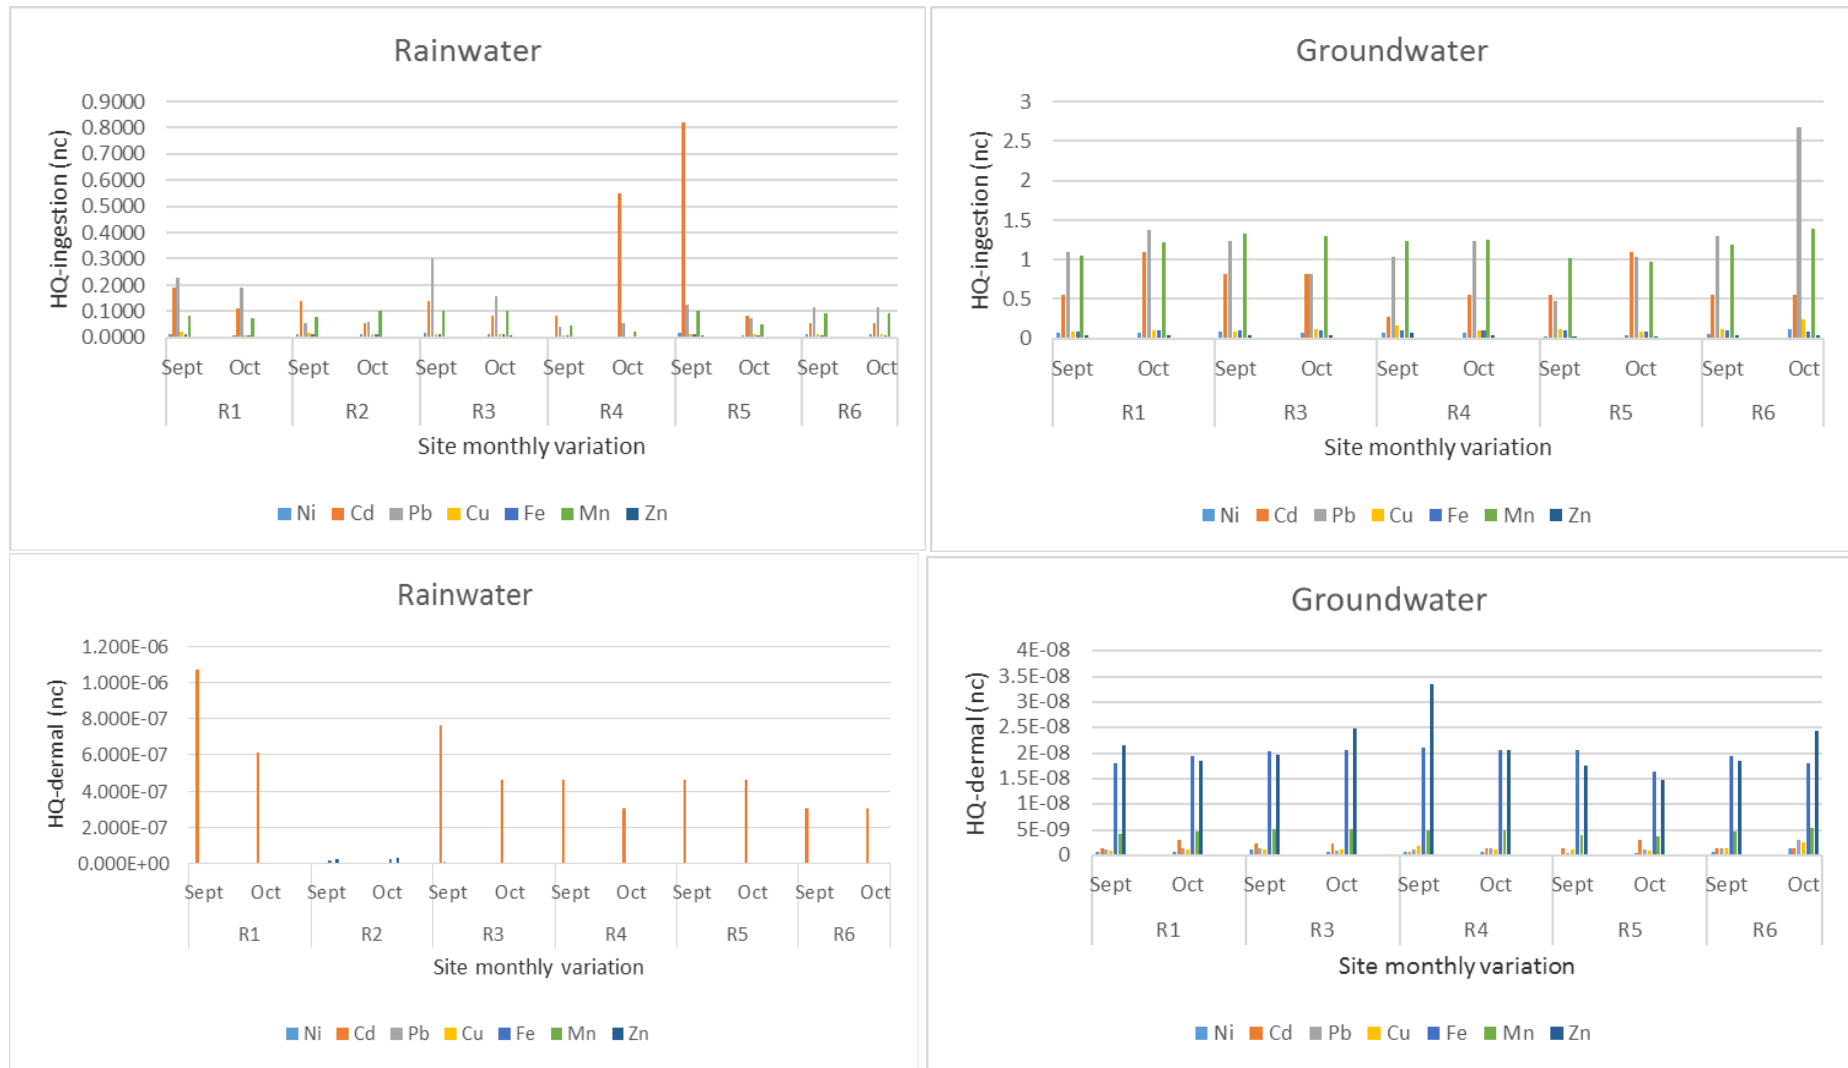 Rainwater
HQ-ingestion (nc)
0.9000
0.8000
0.7000
0.6000
0.5000
0.4000
0.3000
0.2000
0.1000
0.0000
Sept Oct Sept Oct Sept Oct Sept Oct Sept Oct Sept Oct
R1 R2 R3 R4 R5 R6
Site monthly variation
Ni Cd Pb Cu Fe Mn Zn
Groundwater
HQ-ingestion (nc)
3
2.5
2
1.5
1
0.5
0
Sept Oct Sept Oct Sept Oct Sept Oct Sept Oct
R1 R3 R4 R5 R6
Site monthly variation
Ni Cd Pb Cu Fe Mn Zn
Rainwater
HQ-dermal (nc)
1.200E-06
1.000E-06
8.000E-07
6.000E-07
4.000E-07
2.000E-07
0.000E+00
Sept Oct Sept Oct Sept Oct Sept Oct Sept Oct Sept Oct
R1 R2 R3 R4 R5 R6
Site monthly variation
Ni Cd Pb Cu Fe Mn Zn
Groundwater
HQ-dermal (nc)
4E-08
3.5E-08
3E-08
2.5E-08
2E-08
1.5E-08
1E-08
5E-09
0
Sept Oct Sept Oct Sept Oct Sept Oct Sept Oct
R1 R3 R4 R5 R6
Site monthly variation
Ni Cd Pb Cu Fe Mn Zn